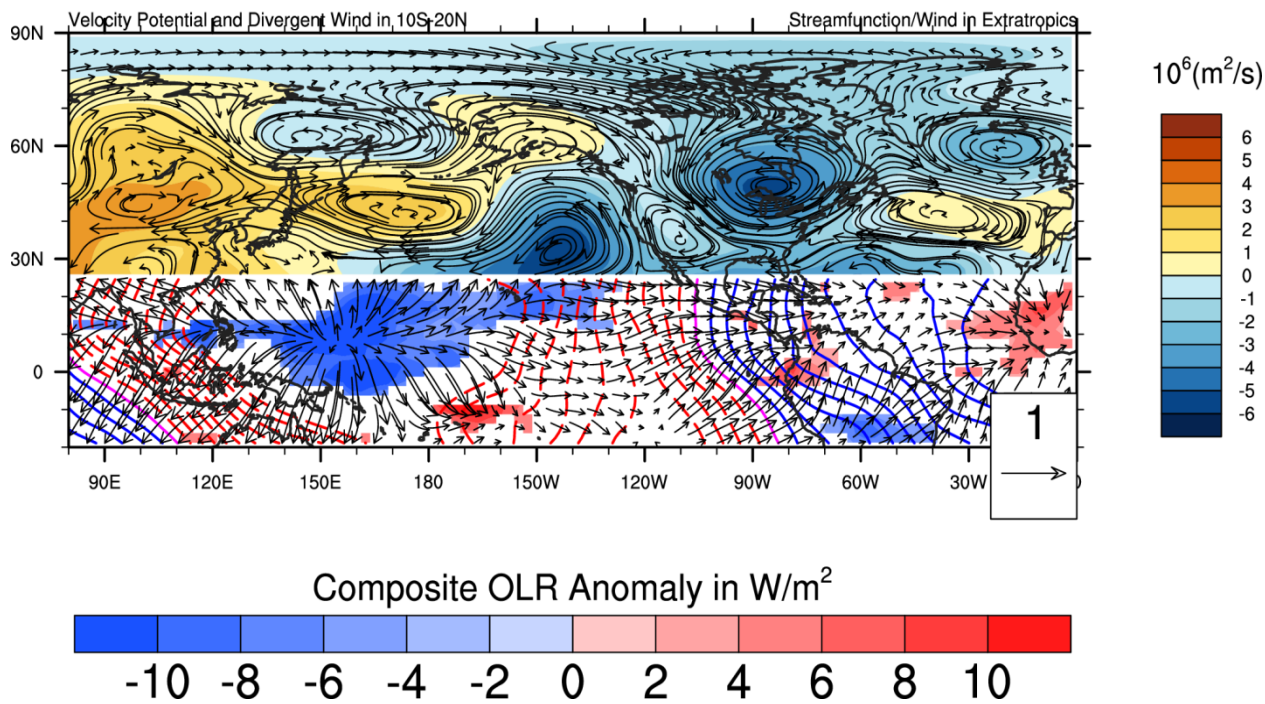 Velocity Potential and Divergent Wind in 10S-20N Streamfunction/Wind in Extratropics
90N
60N
30N
0
90E 120E 150E 180 150W 120W 90W 60W 30W 0
1
10⁶(m²/s)
6
5
4
3
2
1
0
-1
-2
-3
-4
-5
-6
Composite OLR Anomaly in W/m²
-10 -8 -6 -4 -2 0 2 4 6 8 10